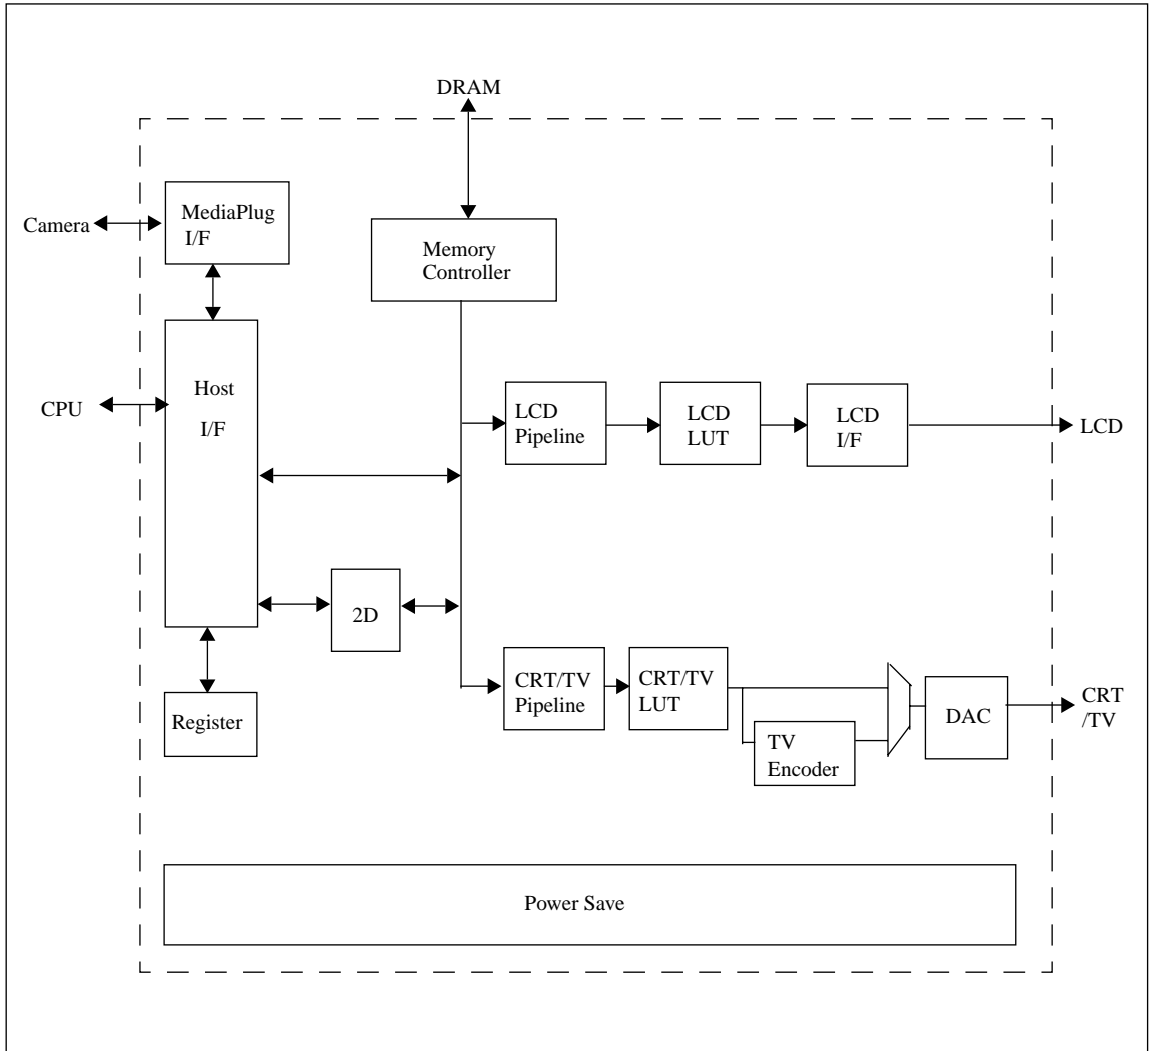 DRAM
Camera
MediaPlug
I/F
Memory
Controller
CPU
Host
I/F
LCD
Pipeline
LCD
LUT
LCD
I/F
LCD
2D
Register
CRT/TV
Pipeline
CRT/TV
LUT
TV
Encoder
DAC
CRT
/TV
Power Save